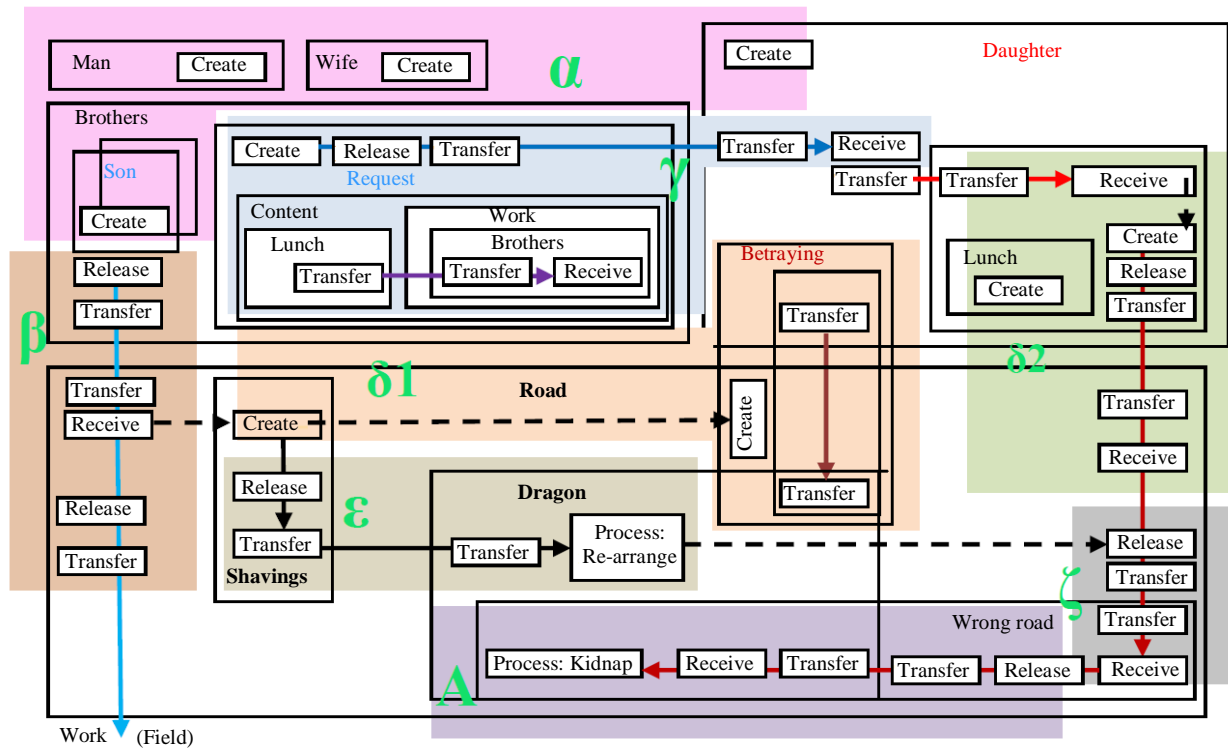 Man
Create
Wife
Create
α
Create
Daughter
Brothers
Son
Create
Create
Release
Transfer
Request
γ
Transfer
Receive
Transfer
Transfer
Receive
Content
Work
Lunch
Brothers
Transfer
Transfer
Receive
Betraying
Create
Lunch
Release
Create
Transfer
Release
Transfer
β
Transfer
δ2
Transfer
Receive
δ1
Road
Create
Create
Transfer
Receive
Release
Dragon
Transfer
Release
ε
Transfer
Transfer
Process:
Re-arrange
Release
Transfer
Transfer
Shavings
ζ
Wrong road
Transfer
A
Process: Kidnap
Receive
Transfer
Transfer
Release
Receive
Work (Field)